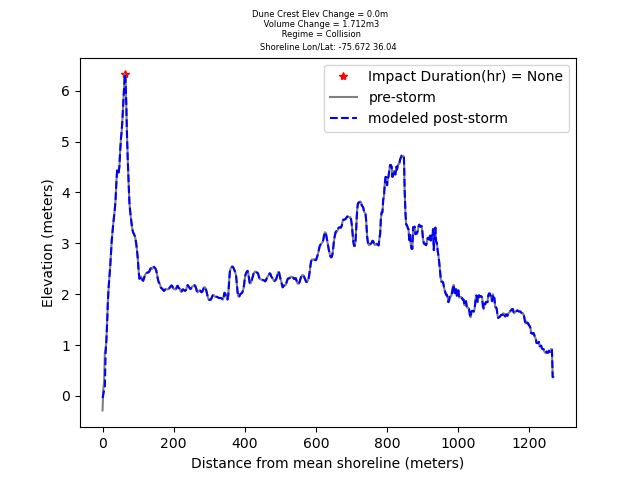 Dune Crest Elev Change = 0.0m
Volume Change = 1.712m3
Regime = Collision
Shoreline Lon/Lat: -75.672 36.04
Impact Duration(hr) = None
pre-storm
modeled post-storm
Elevation (meters)
6
5
4
3
2
1
0
0 200 400 600 800 1000 1200
Distance from mean shoreline (meters)